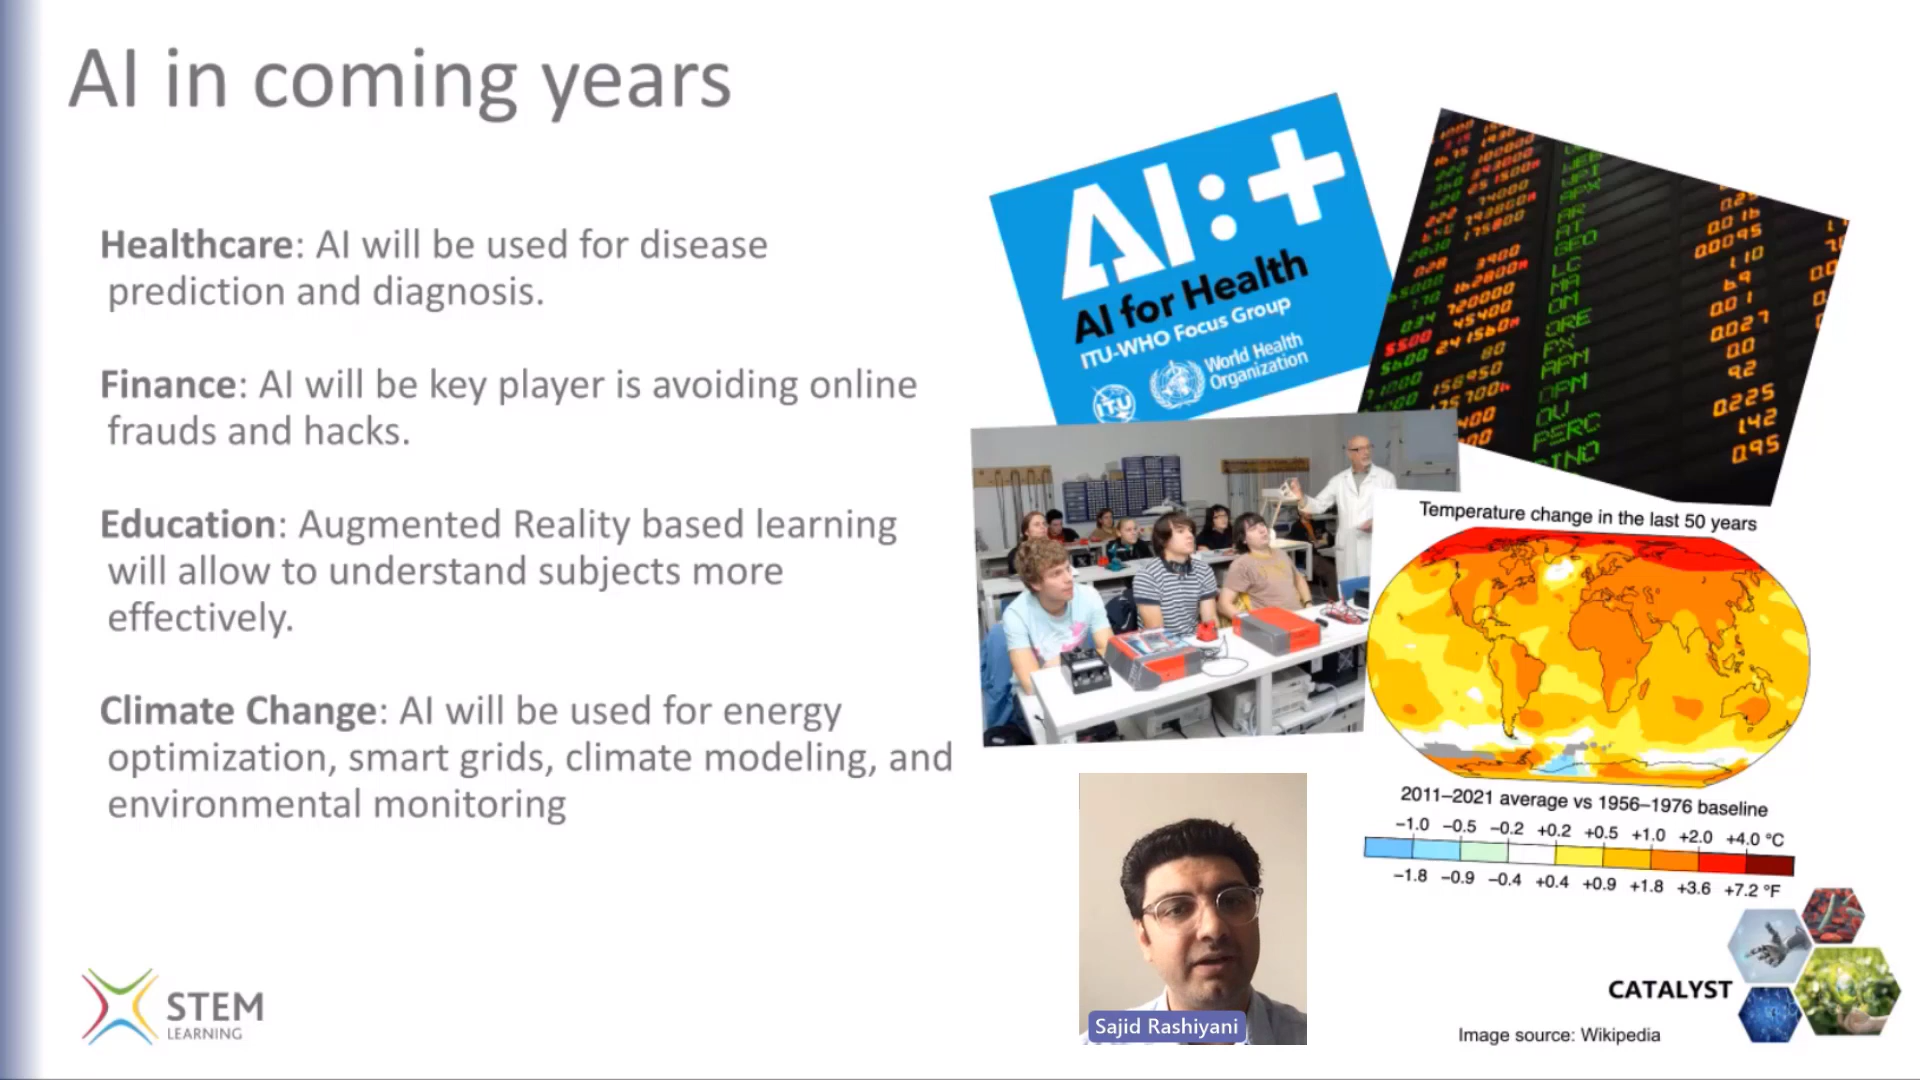 AI in coming years
Healthcare: AI will be used for disease
prediction and diagnosis.
Finance: AI will be key player is avoiding online
frauds and hacks.
Education: Augmented Reality based learning
will allow to understand subjects more
effectively.
Climate Change: AI will be used for energy
optimization, smart grids, climate modeling, and
environmental monitoring
AI:+
AI for Health
ITU-WHO Focus Group
ITU
World Health
Organization
Temperature change in the last 50 years
2011–2021 average vs 1956–1976 baseline
−1.0 −0.5 −0.2 +0.2 +0.5 +1.0 +2.0 +4.0 °C
−1.8 −0.9 −0.4 +0.4 +0.9 +1.8 +3.6 +7.2 °F
Sajid Rashiyani
STEM
LEARNING
CATALYST
Image source: Wikipedia